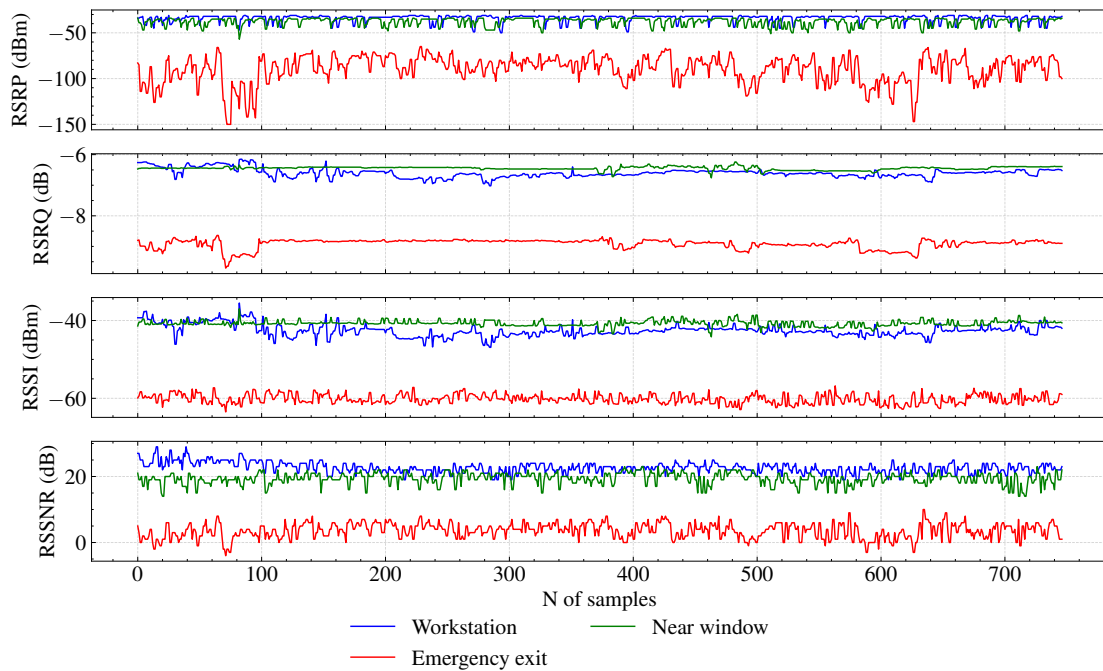 RSRP (dBm)
−50
−100
−150
RSRQ (dB)
−6
−8
RSSI (dBm)
−40
−60
RSSNR (dB)
20
0
0 100 200 300 400 500 600 700
N of samples
Workstation Near window
Emergency exit